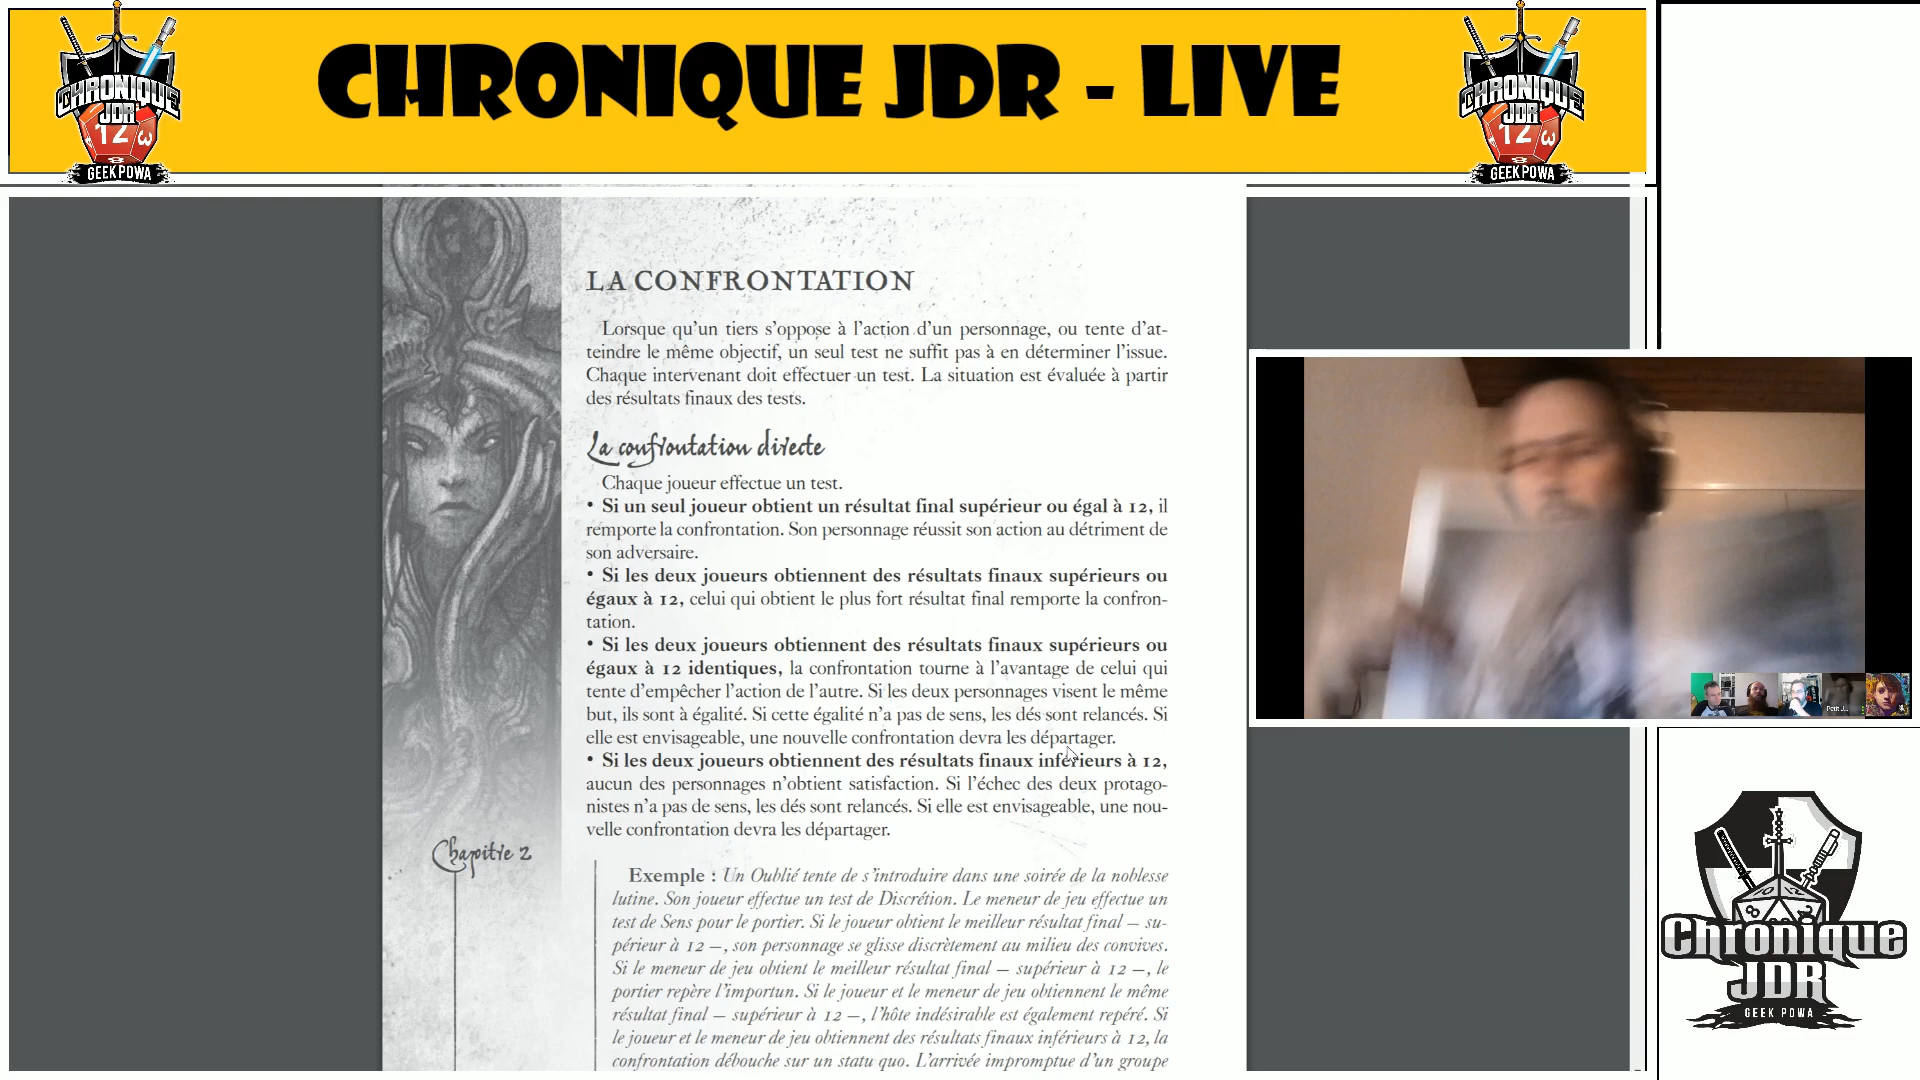 CHRONIQUE JDR - LIVE
CHRONIQUE
JDR
12
3
9
GEEK POWA
CHRONIQUE
JDR
12
3
9
GEEK POWA
LA CONFRONTATION
Lorsque qu'un tiers s'oppose à l'action d'un personnage, ou tente d'at-
teindre le même objectif, un seul test ne suffit pas à en déterminer l'issue.
Chaque intervenant doit effectuer un test. La situation est évaluée à partir
des résultats finaux des tests.
La confrontation directe
Chaque joueur effectue un test.
• Si un seul joueur obtient un résultat final supérieur ou égal à 12, il
remporte la confrontation. Son personnage réussit son action au détriment de
son adversaire.
• Si les deux joueurs obtiennent des résultats finaux supérieurs ou
égaux à 12, celui qui obtient le plus fort résultat final remporte la confron-
tation.
• Si les deux joueurs obtiennent des résultats finaux supérieurs ou
égaux à 12 identiques, la confrontation tourne à l'avantage de celui qui
tente d'empêcher l'action de l'autre. Si les deux personnages visent le même
but, ils sont à égalité. Si cette égalité n'a pas de sens, les dés sont relancés. Si
elle est envisageable, une nouvelle confrontation devra les départager.
• Si les deux joueurs obtiennent des résultats finaux inférieurs à 12,
aucun des personnages n'obtient satisfaction. Si l'échec des deux protago-
nistes n'a pas de sens, les dés sont relancés. Si elle est envisageable, une nou-
velle confrontation devra les départager.
Chapitre 2
Exemple : Un Oublié tente de s'introduire dans une soirée de la noblesse
lutine. Son joueur effectue un test de Discrétion. Le meneur de jeu effectue un
test de Sens pour le portier. Si le joueur obtient le meilleur résultat final – su-
périeur à 12 –, son personnage se glisse discrètement au milieu des convives.
Si le meneur de jeu obtient le meilleur résultat final – supérieur à 12 –, le
portier repère l'importun. Si le joueur et le meneur de jeu obtiennent le même
résultat final – supérieur à 12 –, l'hôte indésirable est également repéré. Si
le joueur et le meneur de jeu obtiennent des résultats finaux inférieurs à 12, la
confrontation débouche sur un statu quo. L'arrivée impromptue d'un groupe
Petit J...
10
12
8
2
Chronique
JDR
GEEK POWA